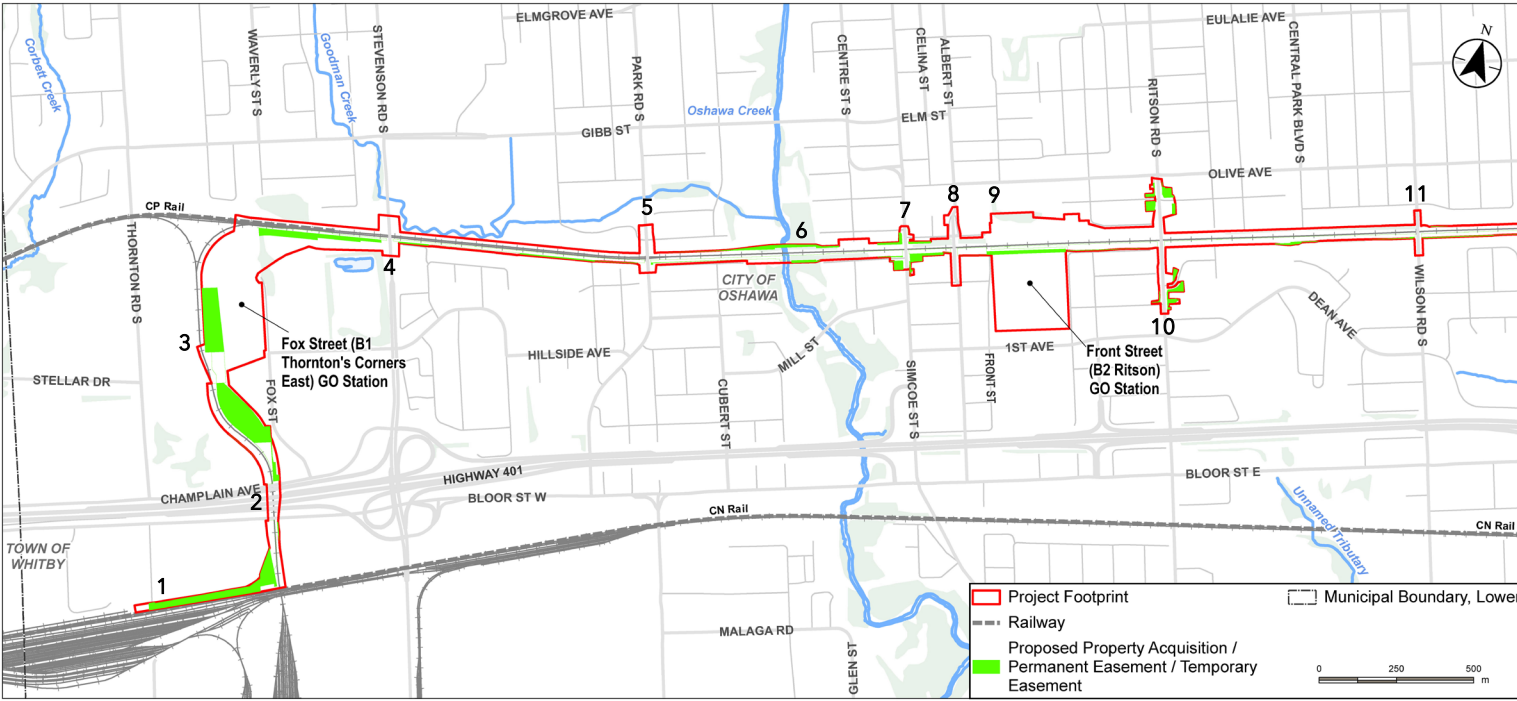 ELMGROVE AVE
EULALIE AVE
N
Corbett Creek
WAVERLY ST S
Goodman Creek
STEVENSON RD S
PARK RD S
CENTRE ST S
CELINA ST
ALBERT ST
RITSON RD S
CENTRAL PARK BLVD S
Oshawa Creek
GIBB ST
ELM ST
OLIVE AVE
CP Rail
THORNTON RD S
4
5
6
7
8
9
10
11
CITY OF
OSHAWA
WILSON RD S
DEAN AVE
3
Fox Street (B1
Thornton's Corners
East) GO Station
HILLSIDE AVE
MILL ST
1ST AVE
Front Street
(B2 Ritson)
GO Station
STELLAR DR
FOX ST
CUBERT ST
SIMCOE ST S
FRONT ST
HIGHWAY 401
CHAMPLAIN AVE
2
BLOOR ST W
BLOOR ST E
CN Rail
CN Rail
Unnamed Tributary
TOWN OF
WHITBY
1
MALAGA RD
GLEN ST
Project Footprint
Municipal Boundary, Lower
Railway
Proposed Property Acquisition /
Permanent Easement / Temporary
Easement
0 250 500
m